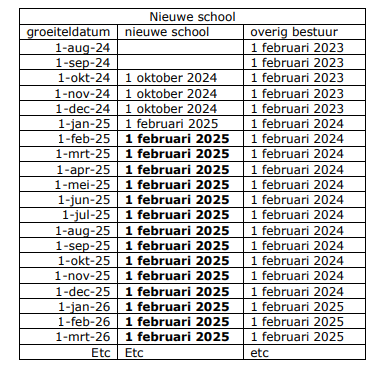 Nieuwe school
groeiteldatum nieuwe school overig bestuur
1-aug-24 1 februari 2023
1-sep-24 1 februari 2023
1-okt-24 1 oktober 2024 1 februari 2023
1-nov-24 1 oktober 2024 1 februari 2023
1-dec-24 1 oktober 2024 1 februari 2023
1-jan-25 1 februari 2025 1 februari 2024
1-feb-25 1 februari 2025 1 februari 2024
1-mrt-25 1 februari 2025 1 februari 2024
1-apr-25 1 februari 2025 1 februari 2024
1-mei-25 1 februari 2025 1 februari 2024
1-jun-25 1 februari 2025 1 februari 2024
1-jul-25 1 februari 2025 1 februari 2024
1-aug-25 1 februari 2025 1 februari 2024
1-sep-25 1 februari 2025 1 februari 2024
1-okt-25 1 februari 2025 1 februari 2024
1-nov-25 1 februari 2025 1 februari 2024
1-dec-25 1 februari 2025 1 februari 2024
1-jan-26 1 februari 2025 1 februari 2025
1-feb-26 1 februari 2025 1 februari 2025
1-mrt-26 1 februari 2025 1 februari 2025
Etc Etc etc